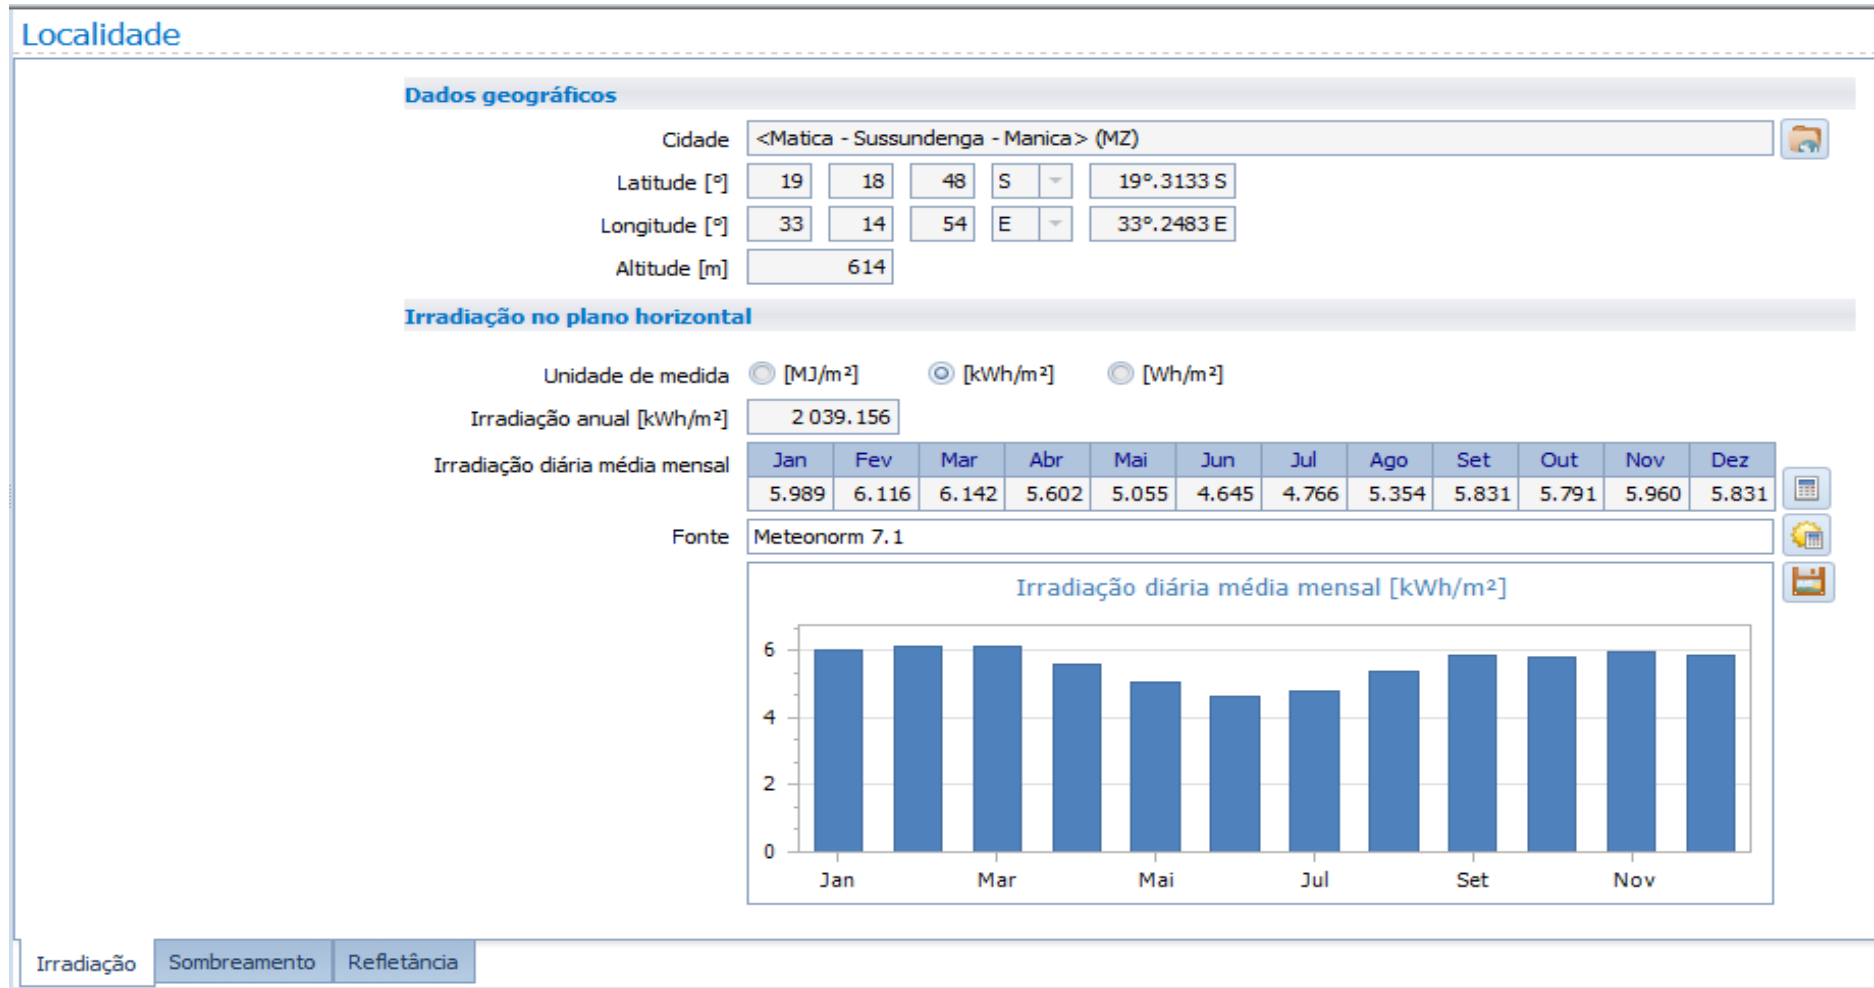 Localidade
Dados geográficos
Cidade <Matica - Sussundenga - Manica> (MZ)
Latitude [°] 19 18 48 S 19°.3133 S
Longitude [°] 33 14 54 E 33°.2483 E
Altitude [m] 614
Irradiação no plano horizontal
Unidade de medida [MJ/m²] [kWh/m²] [Wh/m²]
Irradiação anual [kWh/m²] 2 039.156
Irradiação diária média mensal Jan Fev Mar Abr Mai Jun Jul Ago Set Out Nov Dez
5.989 6.116 6.142 5.602 5.055 4.645 4.766 5.354 5.831 5.791 5.960 5.831
Fonte Meteonorm 7.1
Irradiação diária média mensal [kWh/m²]
6
4
2
0
Jan Mar Mai Jul Set Nov
Irradiação Sombreamento Refletância